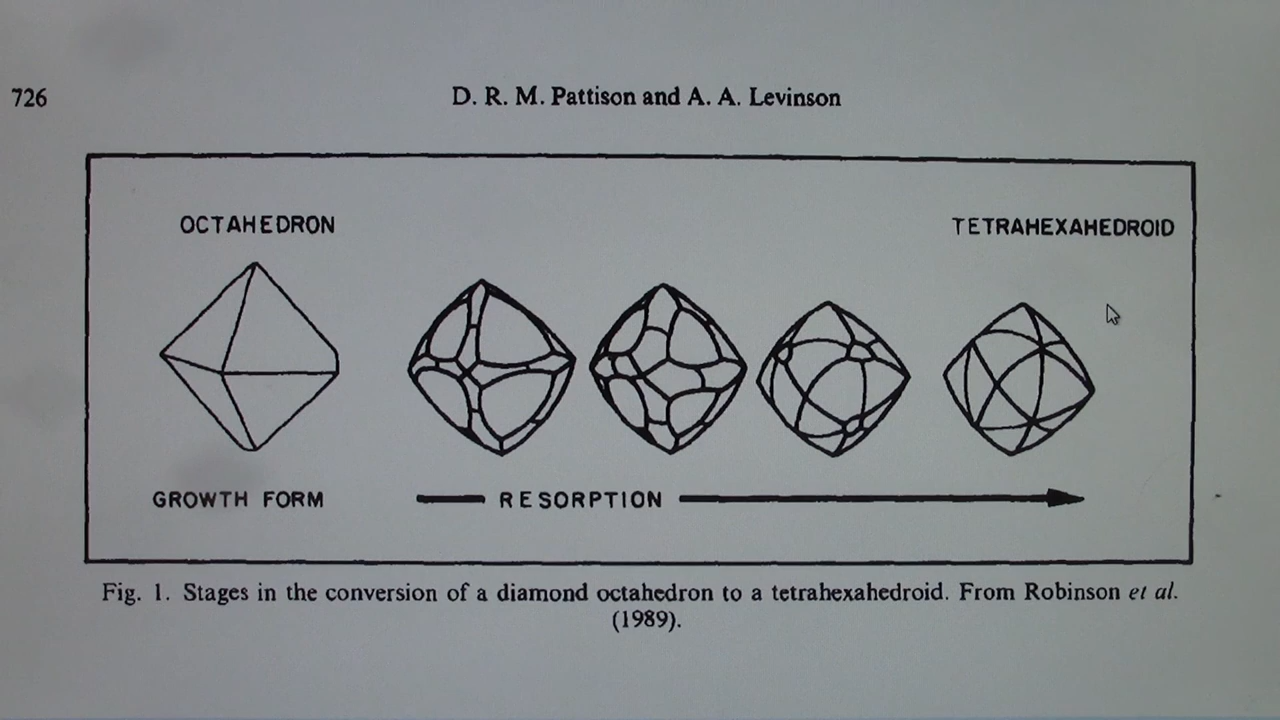 726
D. R. M. Pattison and A. A. Levinson
OCTAHEDRON
TETRAHEXAHEDROID
GROWTH FORM
RESORPTION
Fig. 1. Stages in the conversion of a diamond octahedron to a tetrahexahedroid. From Robinson et al.
(1989).